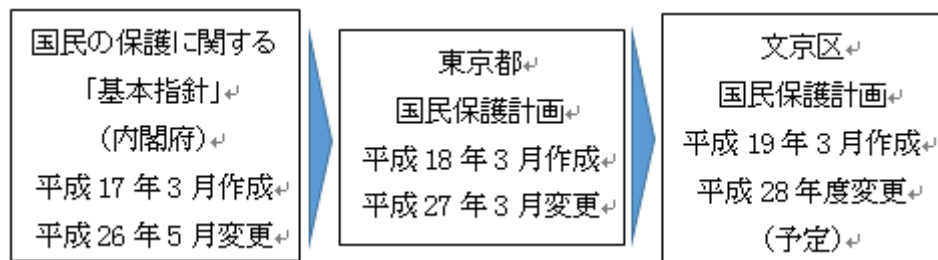 国民の保護に関する
「基本指針」↵
（内閣府）↵
平成17年3月作成↵
平成26年5月変更↵
東京都↵
国民保護計画↵
平成18年3月作成↵
平成27年3月変更↵
文京区↵
国民保護計画↵
平成19年3月作成↵
平成28年度変更↵
（予定）↵